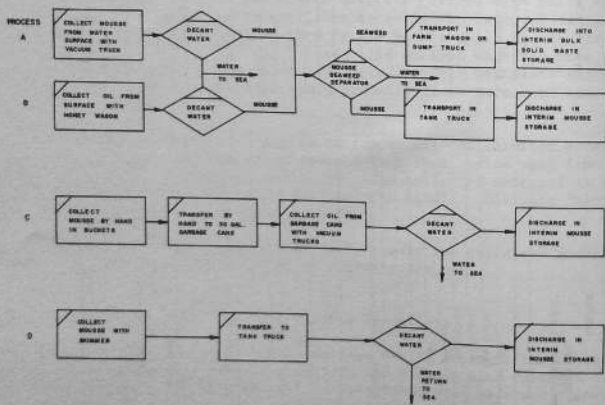 PROCESS
A
COLLECT MOUSSE
FROM WATER
SURFACE WITH
VACUUM TRUCK
DECANT
WATER
MOUSSE
WATER
TO SEA
SEAWEED
TRANSPORT IN
FARM WAGON OR
DUMP TRUCK
DISCHARGE INTO
INTERIM BULK
SOLID WASTE
STORAGE
MOUSSE
SEAWEED
SEPARATOR
WATER
TO SEA
B
COLLECT OIL FROM
SURFACE WITH
HONEY WAGON
DECANT
WATER
MOUSSE
MOUSSE
TRANSPORT IN
TANK TRUCK
DISCHARGE IN
INTERIM MOUSSE
STORAGE
C
COLLECT
MOUSSE BY HAND
IN BUCKETS
TRANSFER BY
HAND TO 50 GAL.
GARBAGE CANS
COLLECT OIL FROM
GARBAGE CANS
WITH VACUUM
TRUCKS
DECANT
WATER
WATER
TO SEA
DISCHARGE IN
INTERIM MOUSSE
STORAGE
D
COLLECT
MOUSSE WITH
SKIMMER
TRANSFER TO
TANK TRUCK
DECANT
WATER
WATER
RETURN TO
SEA
DISCHARGE IN
INTERIM
MOUSSE STORAGE